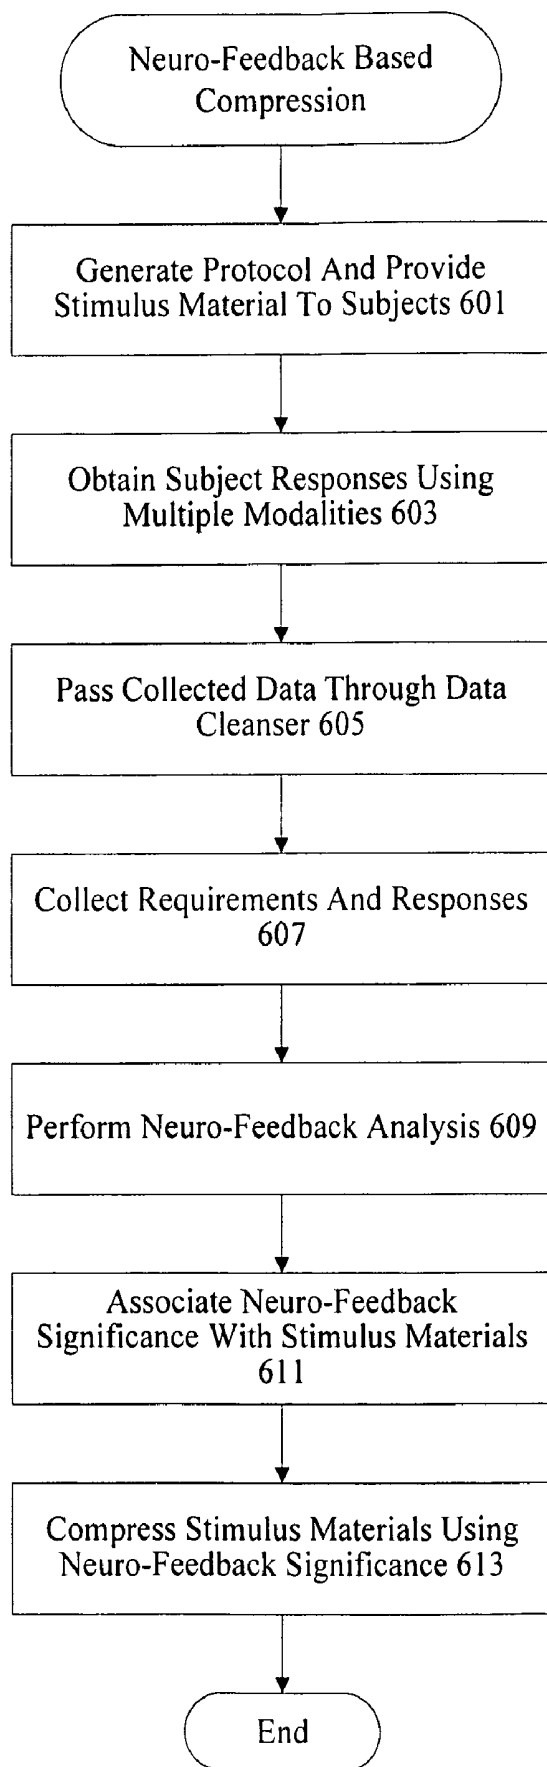 Neuro-Feedback Based
Compression
Generate Protocol And Provide
Stimulus Material To Subjects 601
Obtain Subject Responses Using
Multiple Modalities 603
Pass Collected Data Through Data
Cleanser 605
Collect Requirements And Responses
607
Perform Neuro-Feedback Analysis 609
Associate Neuro-Feedback
Significance With Stimulus Materials
611
Compress Stimulus Materials Using
Neuro-Feedback Significance 613
End